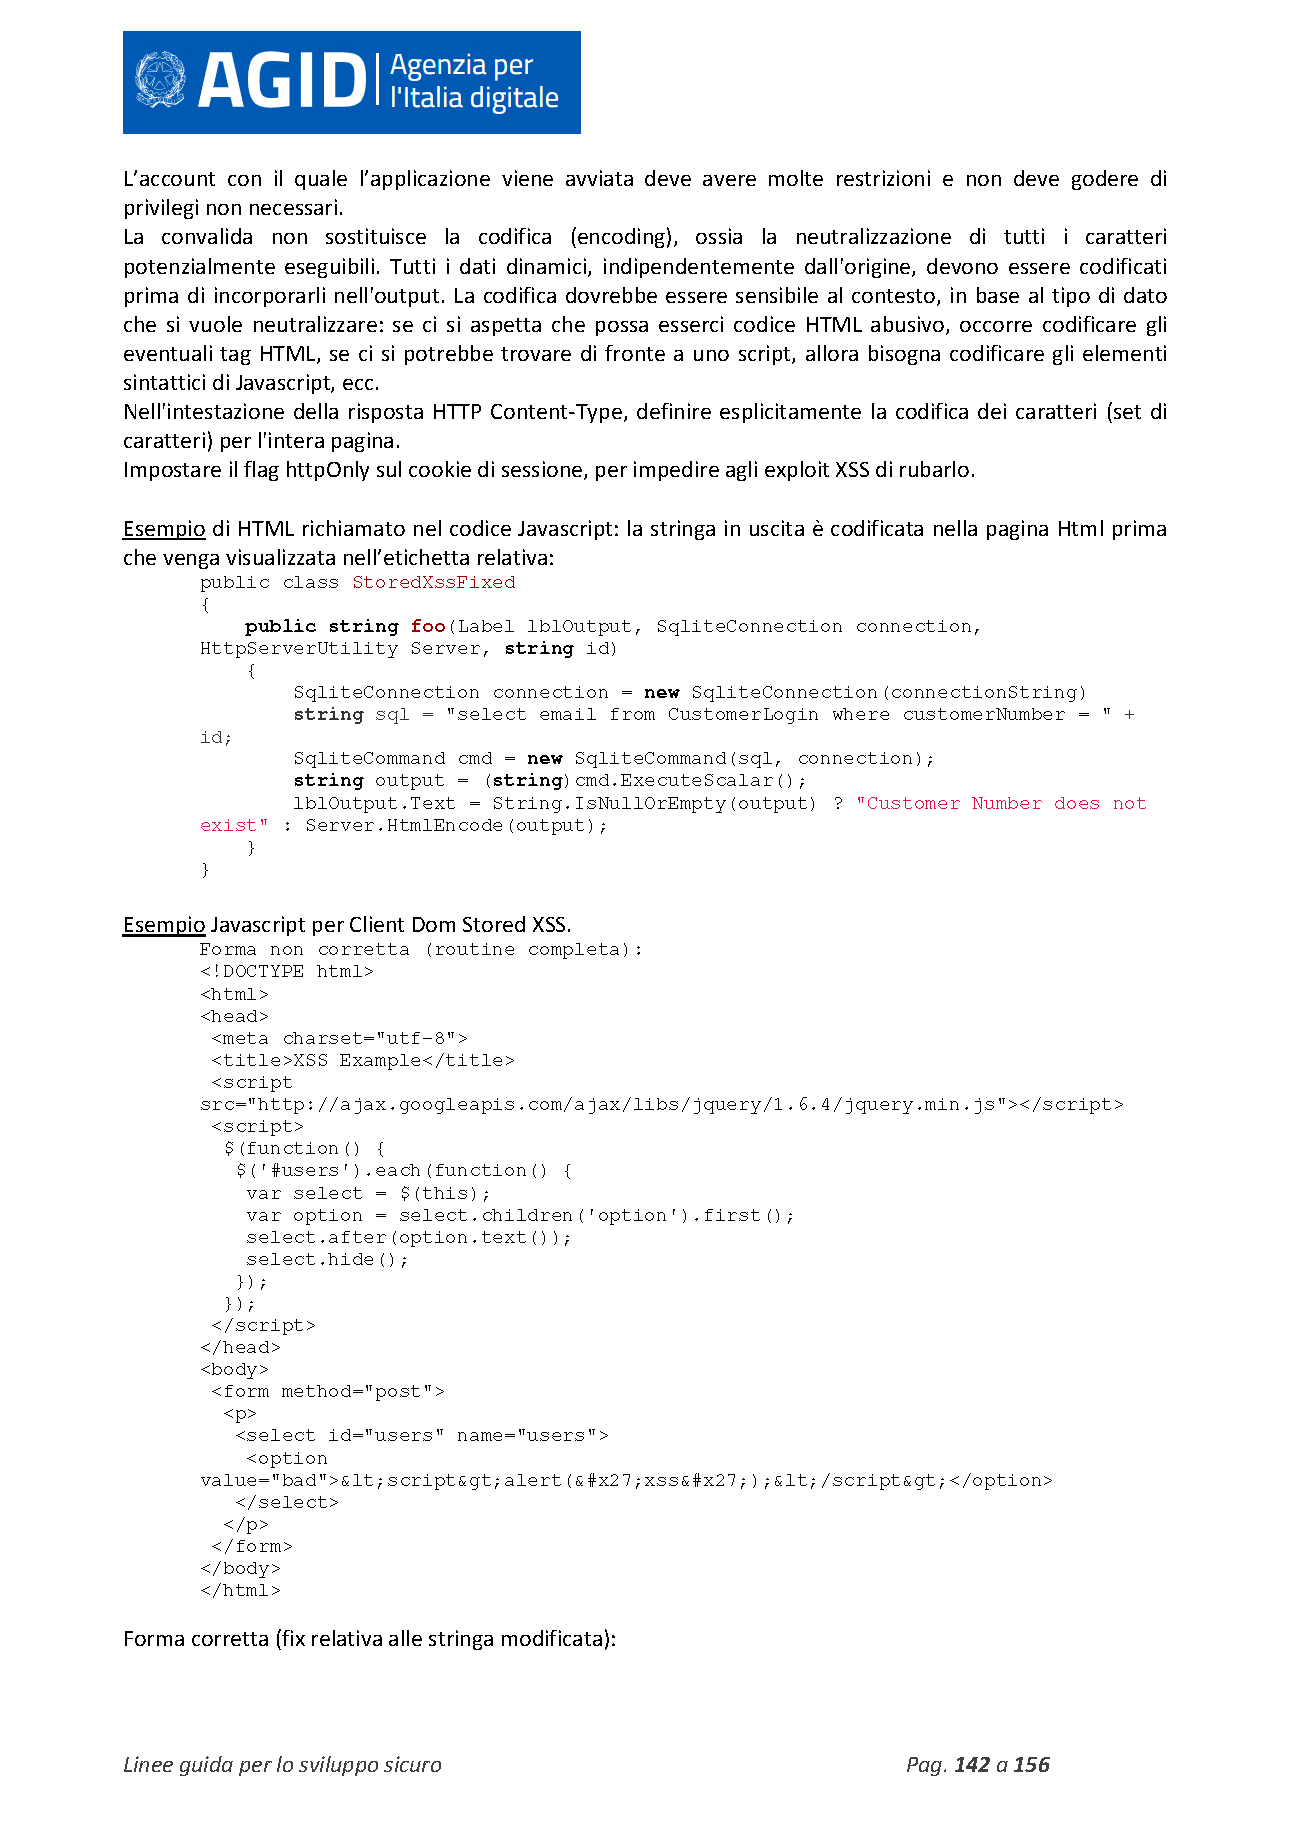 AGID Agenzia per
l'Italia digitale
L’account con il quale l’applicazione viene avviata deve avere molte restrizioni e non deve godere di
privilegi non necessari.
La convalida non sostituisce la codifica (encoding), ossia la neutralizzazione di tutti i caratteri
potenzialmente eseguibili. Tutti i dati dinamici, indipendentemente dall'origine, devono essere codificati
prima di incorporarli nell'output. La codifica dovrebbe essere sensibile al contesto, in base al tipo di dato
che si vuole neutralizzare: se ci si aspetta che possa esserci codice HTML abusivo, occorre codificare gli
eventuali tag HTML, se ci si potrebbe trovare di fronte a uno script, allora bisogna codificare gli elementi
sintattici di Javascript, ecc.
Nell'intestazione della risposta HTTP Content-Type, definire esplicitamente la codifica dei caratteri (set di
caratteri) per l'intera pagina.
Impostare il flag httpOnly sul cookie di sessione, per impedire agli exploit XSS di rubarlo.
Esempio di HTML richiamato nel codice Javascript: la stringa in uscita è codificata nella pagina Html prima
che venga visualizzata nell’etichetta relativa:
public class StoredXssFixed
{
public string foo(Label lblOutput, SqliteConnection connection,
HttpServerUtility Server, string id)
{
SqliteConnection connection = new SqliteConnection(connectionString)
string sql = "select email from CustomerLogin where customerNumber = " +
id;
SqliteCommand cmd = new SqliteCommand(sql, connection);
string output = (string)cmd.ExecuteScalar();
lblOutput.Text = String.IsNullOrEmpty(output) ? "Customer Number does not
exist" : Server.HtmlEncode(output);
}
}
Esempio Javascript per Client Dom Stored XSS.
Forma non corretta (routine completa):
<!DOCTYPE html>
<html>
<head>
<meta charset="utf-8">
<title>XSS Example</title>
<script
src="http://ajax.googleapis.com/ajax/libs/jquery/1.6.4/jquery.min.js"></script>
<script>
$(function() {
$('#users').each(function() {
var select = $(this);
var option = select.children('option').first();
select.after(option.text());
select.hide();
});
});
</script>
</head>
<body>
<form method="post">
<p>
<select id="users" name="users">
<option
value="bad">&lt;script&gt;alert(&#x27;xss&#x27;);&lt;/script&gt;</option>
</select>
</p>
</form>
</body>
</html>
Forma corretta (fix relativa alle stringa modificata):
Linee guida per lo sviluppo sicuro Pag. 142 a 156